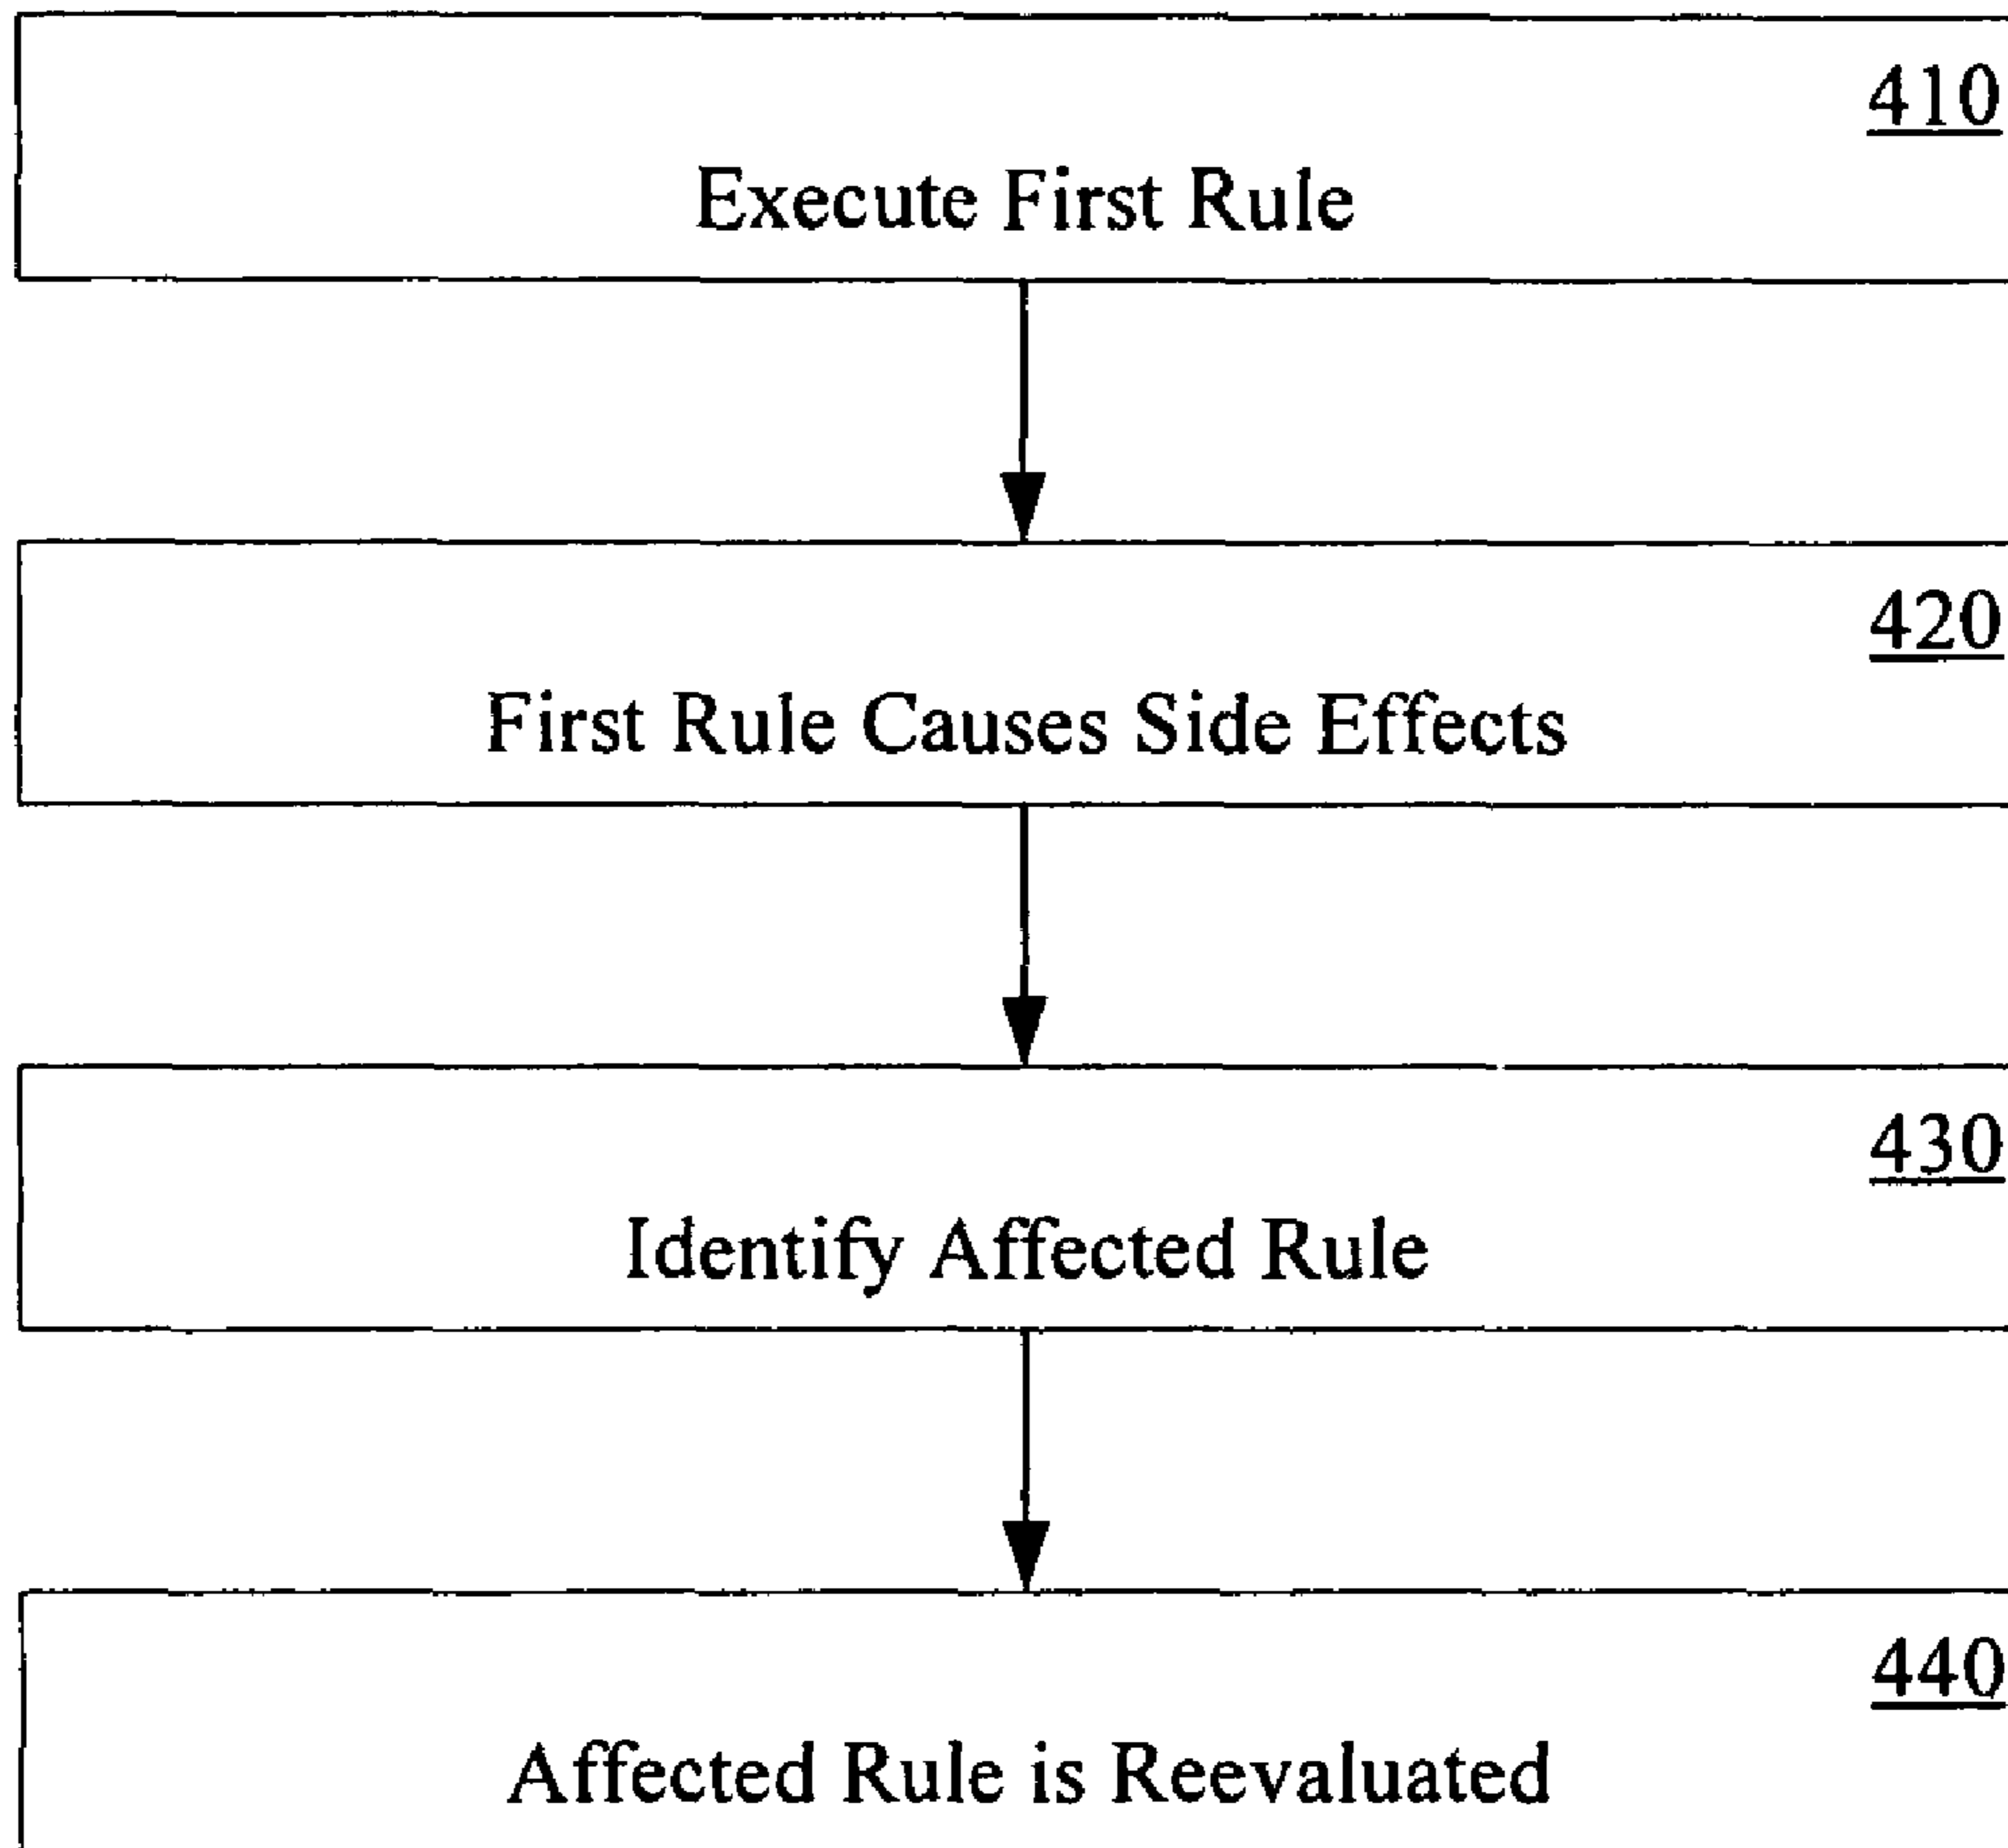 410
Execute First Rule
420
First Rule Causes Side Effects
430
Identify Affected Rule
440
Affected Rule is Reevaluated